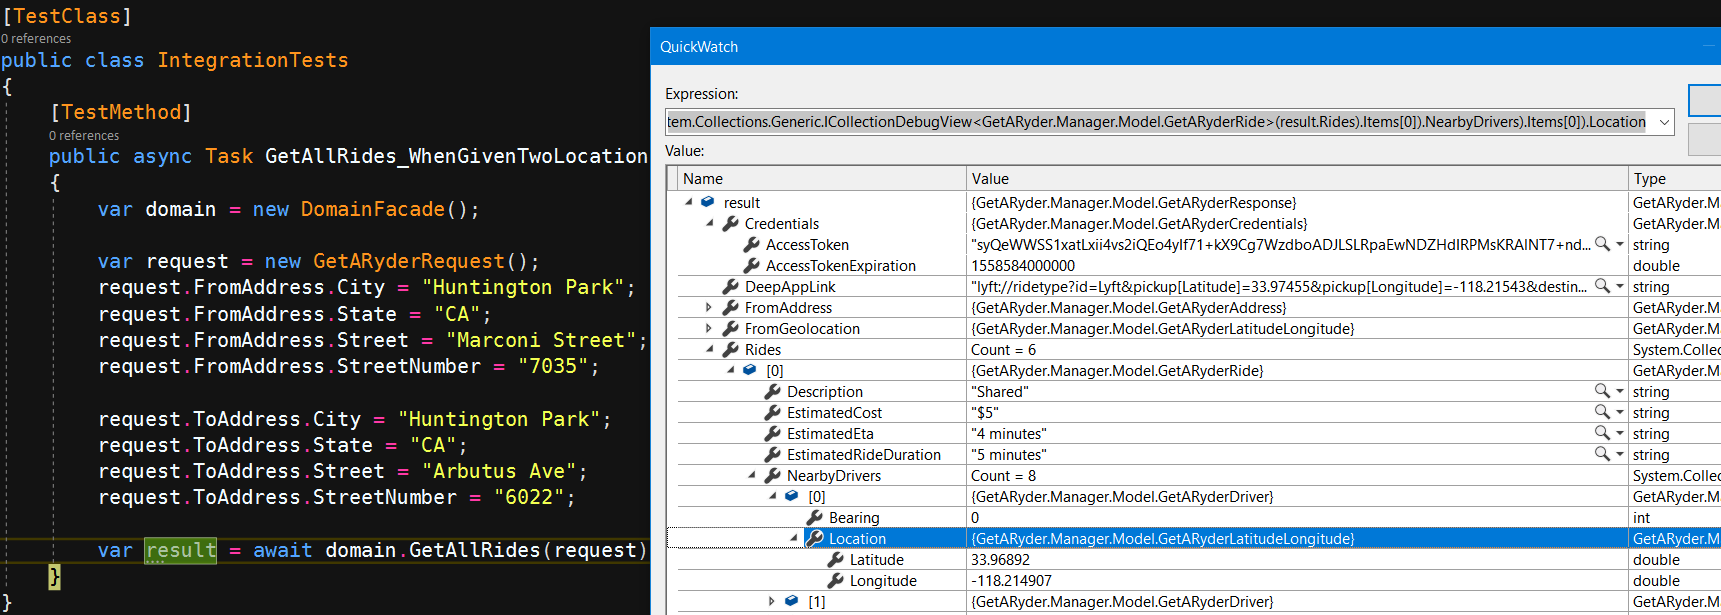 [TestClass]
0 references
public class IntegrationTests
{
[TestMethod]
0 references
public async Task GetAllRides_WhenGivenTwoLocation
{
var domain = new DomainFacade();
var request = new GetARyderRequest();
request.FromAddress.City = "Huntington Park";
request.FromAddress.State = "CA";
request.FromAddress.Street = "Marconi Street";
request.FromAddress.StreetNumber = "7035";
request.ToAddress.City = "Huntington Park";
request.ToAddress.State = "CA";
request.ToAddress.Street = "Arbutus Ave";
request.ToAddress.StreetNumber = "6022";
var result = await domain.GetAllRides(request)
}
}
QuickWatch
Expression:
tem.Collections.Generic.ICollectionDebugView<GetARyder.Manager.Model.GetARyderRide>(result.Rides).Items[0]).NearbyDrivers).Items[0]).Location
Value:
Name Value Type
result {GetARyder.Manager.Model.GetARyderResponse} GetARyder.M
Credentials {GetARyder.Manager.Model.GetARyderCredentials} GetARyder.M
AccessToken "syQeWWSS1xatLxii4vs2iQEo4yIf71+kX9Cg7WzdboADJLSLRpaEwNDZHdIRPMsKRAINT7+nd... string
AccessTokenExpiration 1558584000000 double
DeepAppLink "lyft://ridetype?id=Lyft&pickup[Latitude]=33.97455&pickup[Longitude]=-118.21543&destin... string
FromAddress {GetARyder.Manager.Model.GetARyderAddress} GetARyder.M
FromGeolocation {GetARyder.Manager.Model.GetARyderLatitudeLongitude} GetARyder.M
Rides Count = 6 System.Collec
[0] {GetARyder.Manager.Model.GetARyderRide} GetARyder.M
Description "Shared" string
EstimatedCost "$5" string
EstimatedEta "4 minutes" string
EstimatedRideDuration "5 minutes" string
NearbyDrivers Count = 8 System.Collec
[0] {GetARyder.Manager.Model.GetARyderDriver} GetARyder.M
Bearing 0 int
Location {GetARyder.Manager.Model.GetARyderLatitudeLongitude} GetARyder.M
Latitude 33.96892 double
Longitude -118.214907 double
[1] {GetARyder.Manager.Model.GetARyderDriver} GetARyder.M